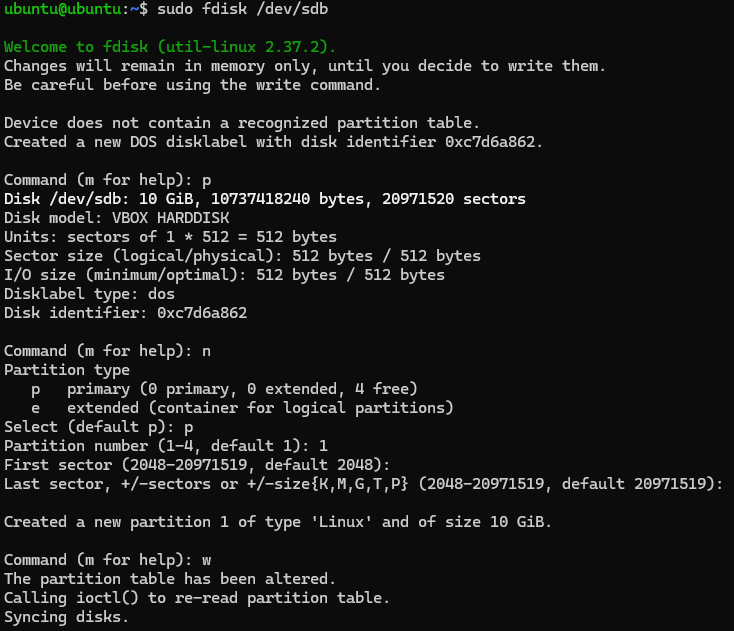 ubuntu@ubuntu:~$ sudo fdisk /dev/sdb
Welcome to fdisk (util-linux 2.37.2).
Changes will remain in memory only, until you decide to write them.
Be careful before using the write command.
Device does not contain a recognized partition table.
Created a new DOS disklabel with disk identifier 0xc7d6a862.
Command (m for help): p
Disk /dev/sdb: 10 GiB, 10737418240 bytes, 20971520 sectors
Disk model: VBOX HARDDISK
Units: sectors of 1 * 512 = 512 bytes
Sector size (logical/physical): 512 bytes / 512 bytes
I/O size (minimum/optimal): 512 bytes / 512 bytes
Disklabel type: dos
Disk identifier: 0xc7d6a862
Command (m for help): n
Partition type
   p   primary (0 primary, 0 extended, 4 free)
   e   extended (container for logical partitions)
Select (default p): p
Partition number (1-4, default 1): 1
First sector (2048-20971519, default 2048):
Last sector, +/-sectors or +/-size{K,M,G,T,P} (2048-20971519, default 20971519):
Created a new partition 1 of type 'Linux' and of size 10 GiB.
Command (m for help): w
The partition table has been altered.
Calling ioctl() to re-read partition table.
Syncing disks.